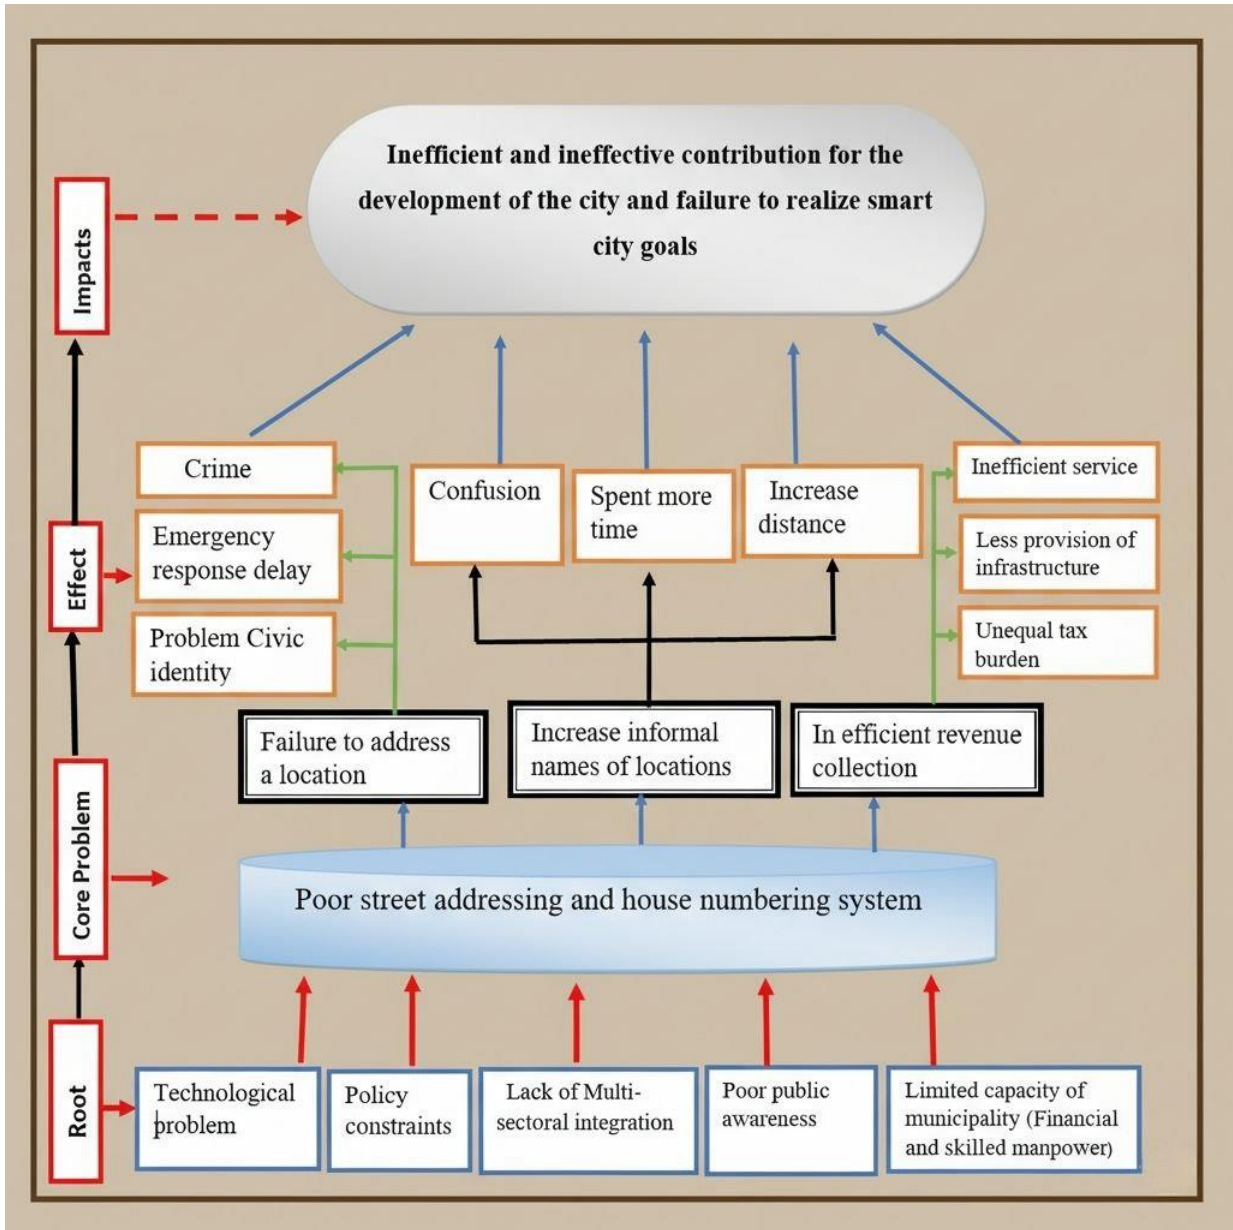 Inefficient and ineffective contribution for the
development of the city and failure to realize smart
city goals
Impacts
Crime
Emergency
response delay
Problem Civic
identity
Confusion
Spent more
time
Increase
distance
Inefficient service
Less provision of
infrastructure
Unequal tax
burden
Effect
Failure to address
a location
Increase informal
names of locations
In efficient revenue
collection
Core Problem
Poor street addressing and house numbering system
Root
Technological
problem
Policy
constraints
Lack of Multi-
sectoral integration
Poor public
awareness
Limited capacity of
municipality (Financial
and skilled manpower)